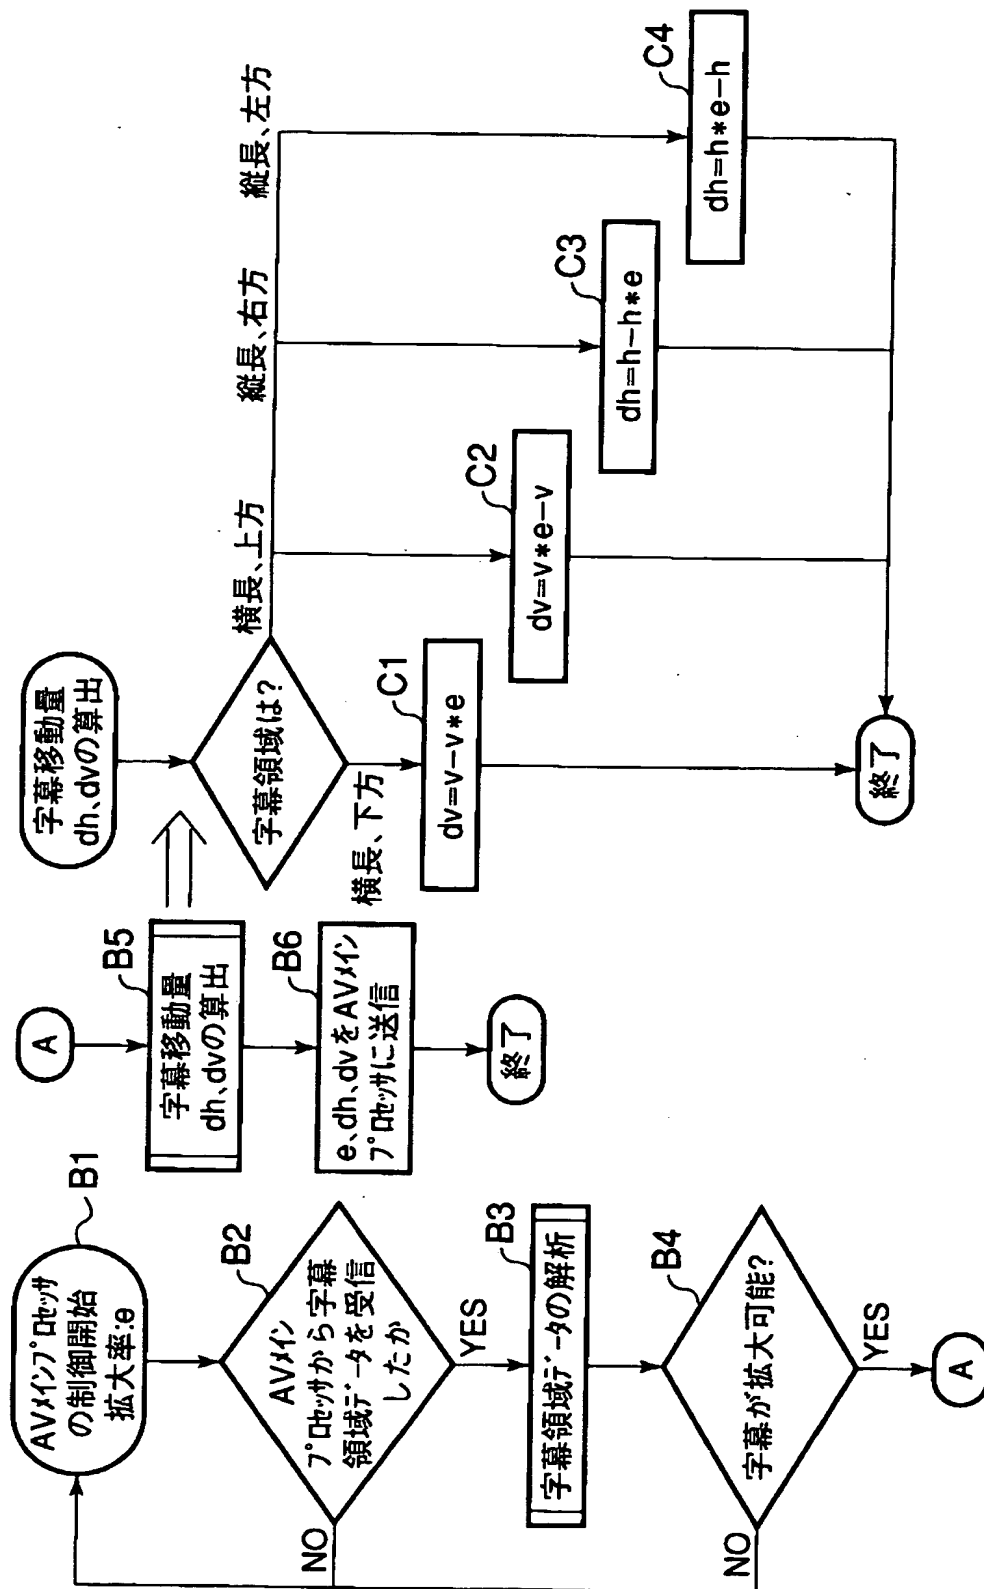 B1
AVメインプロセッサ
の制御開始
拡大率:e
B2
AVメイン
プロセッサから字幕
領域データを受信
したか
NO
YES
B3
字幕領域データの解析
B4
字幕が拡大可能?
NO
YES
A
A
B5
字幕移動量
dh、dvの算出
B6
e、dh、dvをAVメイン
プロセッサに送信
終了
字幕移動量
dh、dvの算出
字幕領域は?
横長、下方
横長、上方
縦長、右方
縦長、左方
C1
dv=v−v*e
C2
dv=v*e−v
C3
dh=h−h*e
C4
dh=h*e−h
終了